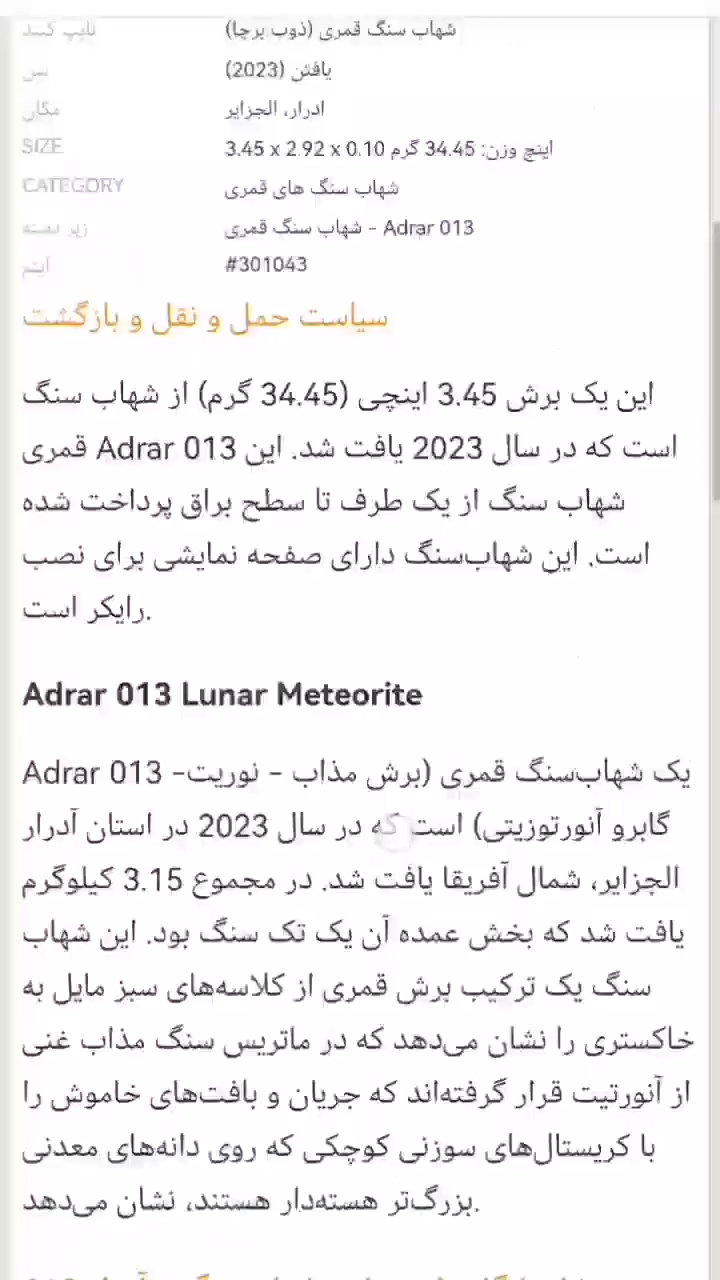 تایپ کنید
شهاب سنگ قمری (ذوب برچا)
سن
یافتن (2023)
مکان
ادرار، الجزایر
SIZE
3.45 x 2.92 x 0.10 اینچ وزن: 34.45 گرم
CATEGORY
شهاب سنگ های قمری
زیر دسته
شهاب سنگ قمری - Adrar 013
آیتم
#301043
سیاست حمل و نقل و بازگشت
این یک برش 3.45 اینچی (34.45 گرم) از شهاب سنگ
قمری Adrar 013 است که در سال 2023 یافت شد. این
شهاب سنگ از یک طرف تا سطح براق پرداخت شده
است. این شهاب‌سنگ دارای صفحه نمایشی برای نصب
رایکر است.
Adrar 013 Lunar Meteorite
Adrar 013 یک شهاب‌سنگ قمری (برش مذاب - نوریت-
گابرو آنورتوزیتی) است که در سال 2023 در استان آدرار
الجزایر، شمال آفریقا یافت شد. در مجموع 3.15 کیلوگرم
یافت شد که بخش عمده آن یک تک سنگ بود. این شهاب
سنگ یک ترکیب برش قمری از کلاسه‌های سبز مایل به
خاکستری را نشان می‌دهد که در ماتریس سنگ مذاب غنی
از آنورتیت قرار گرفته‌اند که جریان و بافت‌های خاموش را
با کریستال‌های سوزنی کوچکی که روی دانه‌های معدنی
بزرگ‌تر هسته‌دار هستند، نشان می‌دهد.